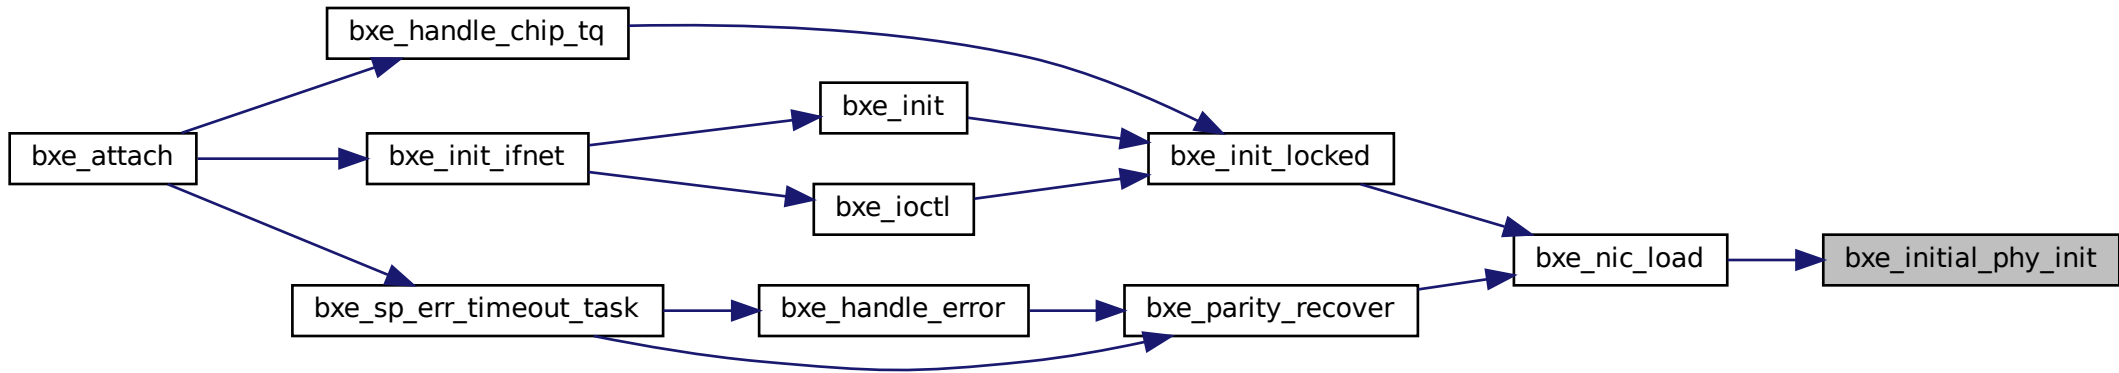 bxe_handle_chip_tq
bxe_init
bxe_attach
bxe_init_ifnet
bxe_init_locked
bxe_ioctl
bxe_nic_load
bxe_initial_phy_init
bxe_sp_err_timeout_task
bxe_handle_error
bxe_parity_recover